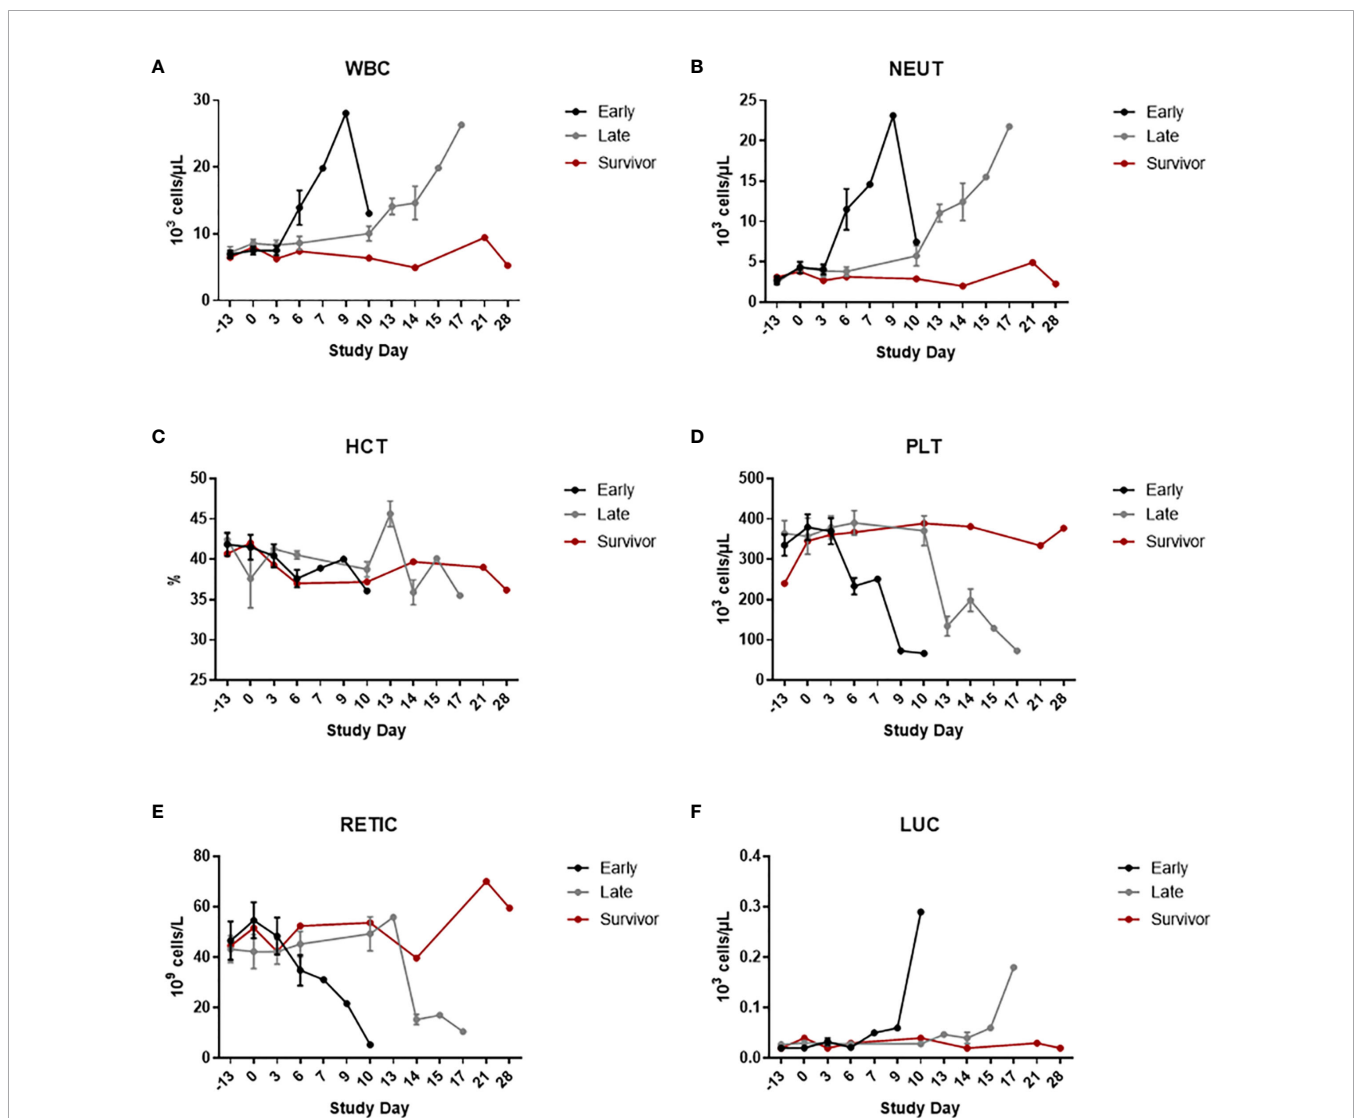 A
WBC
30
20
10
0
10³ cells/µL
-13 0 3 6 7 9 10 13 14 15 17 21 28
Study Day
Early
Late
Survivor
B
NEUT
25
20
15
10
5
0
10³ cells/µL
-13 0 3 6 7 9 10 13 14 15 17 21 28
Study Day
Early
Late
Survivor
C
HCT
50
45
40
35
30
25
%
-13 0 3 6 7 9 10 13 14 15 17 21 28
Study Day
Early
Late
Survivor
D
PLT
500
400
300
200
100
0
10³ cells/µL
-13 0 3 6 7 9 10 13 14 15 17 21 28
Study Day
Early
Late
Survivor
E
RETIC
80
60
40
20
0
10⁹ cells/L
-13 0 3 6 7 9 10 13 14 15 17 21 28
Study Day
Early
Late
Survivor
F
LUC
0.4
0.3
0.2
0.1
0.0
10³ cells/µL
-13 0 3 6 7 9 10 13 14 15 17 21 28
Study Day
Early
Late
Survivor